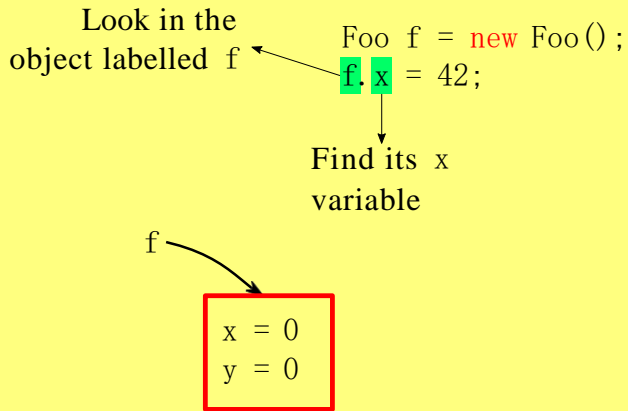 Look in the
object labelled f
Foo f = new Foo();
f.x = 42;
Find its x
variable
f
x = 0
y = 0